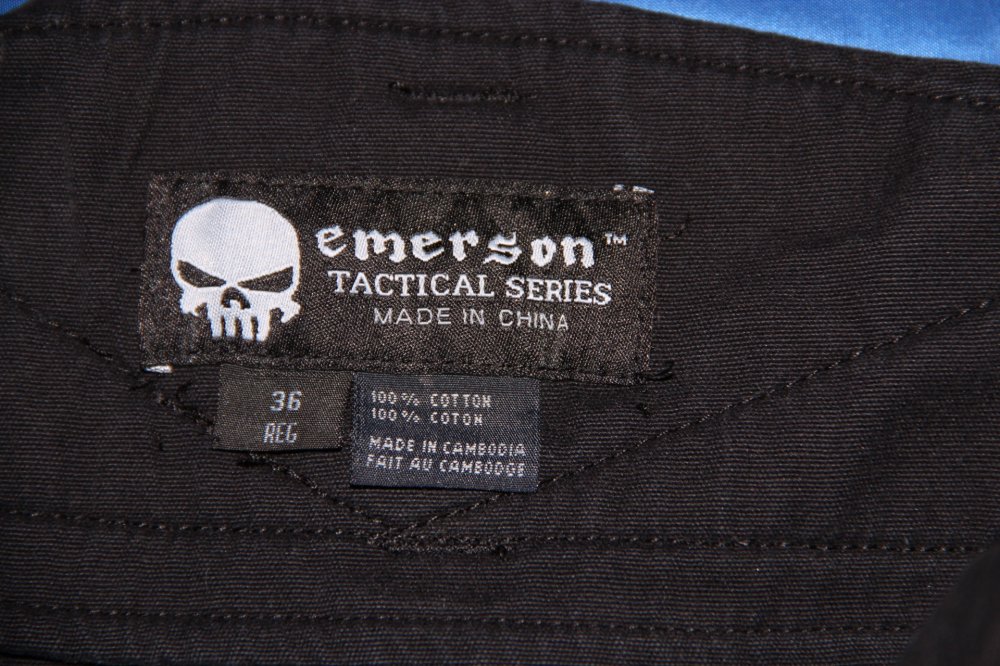 emerson™
TACTICAL SERIES
MADE IN CHINA
36
REG
100% COTTON
100% COTON
MADE IN CAMBODIA
FAIT AU CAMBODGE